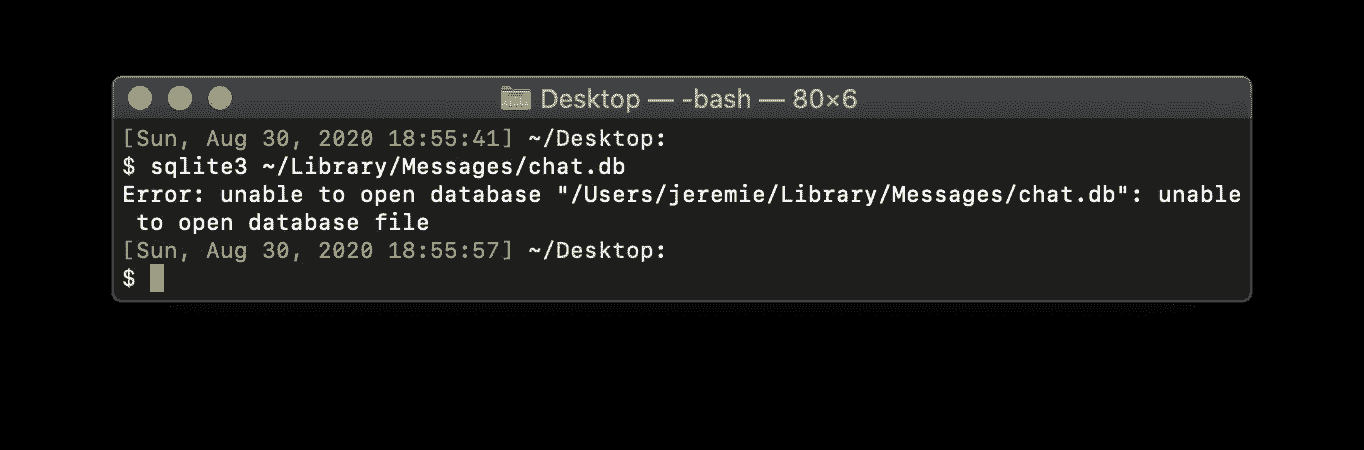 Desktop — -bash — 80×6
[Sun, Aug 30, 2020 18:55:41] ~/Desktop:
$ sqlite3 ~/Library/Messages/chat.db
Error: unable to open database "/Users/jeremie/Library/Messages/chat.db": unable
 to open database file
[Sun, Aug 30, 2020 18:55:57] ~/Desktop:
$